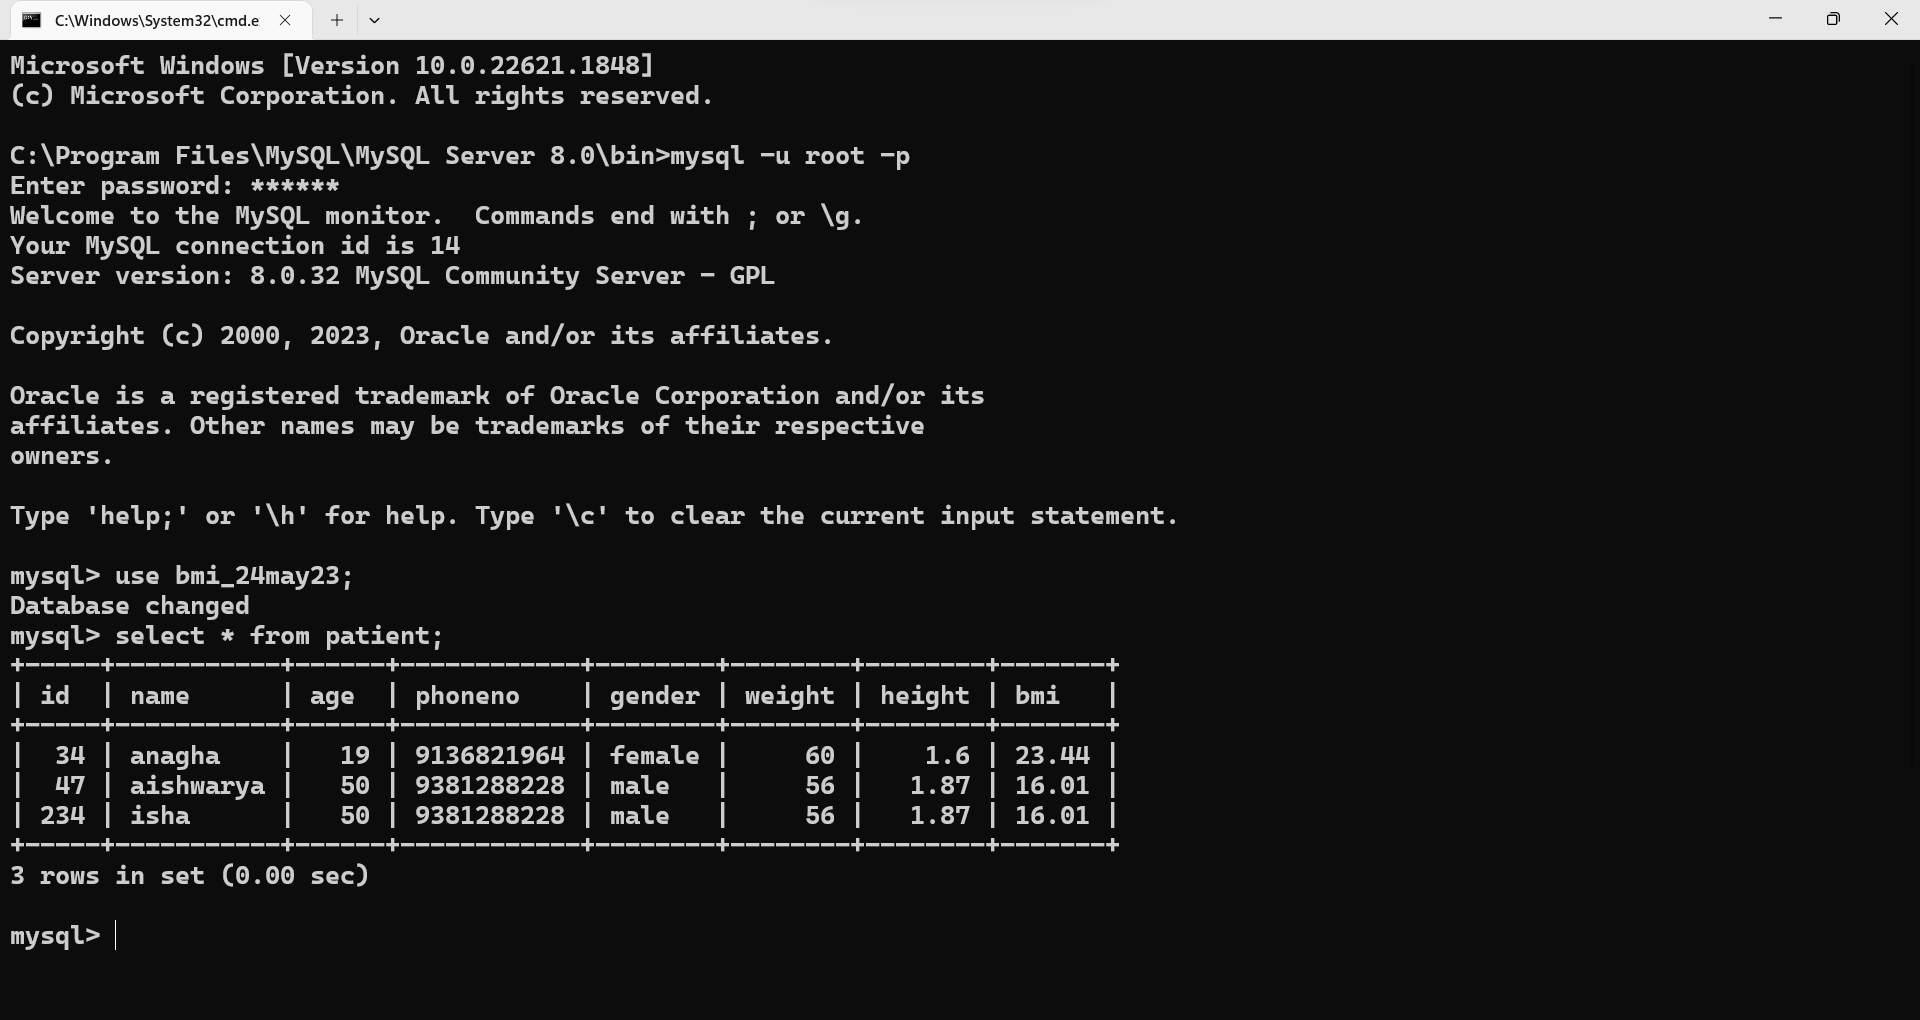 C:\Windows\System32\cmd.e
Microsoft Windows [Version 10.0.22621.1848]
(c) Microsoft Corporation. All rights reserved.
C:\Program Files\MySQL\MySQL Server 8.0\bin>mysql -u root -p
Enter password: ******
Welcome to the MySQL monitor.  Commands end with ; or \g.
Your MySQL connection id is 14
Server version: 8.0.32 MySQL Community Server - GPL
Copyright (c) 2000, 2023, Oracle and/or its affiliates.
Oracle is a registered trademark of Oracle Corporation and/or its
affiliates. Other names may be trademarks of their respective
owners.
Type 'help;' or '\h' for help. Type '\c' to clear the current input statement.
mysql> use bmi_24may23;
Database changed
mysql> select * from patient;
+-----+-----------+------+------------+--------+--------+--------+-------+
| id  | name      | age  | phoneno    | gender | weight | height | bmi   |
+-----+-----------+------+------------+--------+--------+--------+-------+
|  34 | anagha    |   19 | 9136821964 | female |     60 |    1.6 | 23.44 |
|  47 | aishwarya |   50 | 9381288228 | male   |     56 |   1.87 | 16.01 |
| 234 | isha      |   50 | 9381288228 | male   |     56 |   1.87 | 16.01 |
+-----+-----------+------+------------+--------+--------+--------+-------+
3 rows in set (0.00 sec)
mysql>